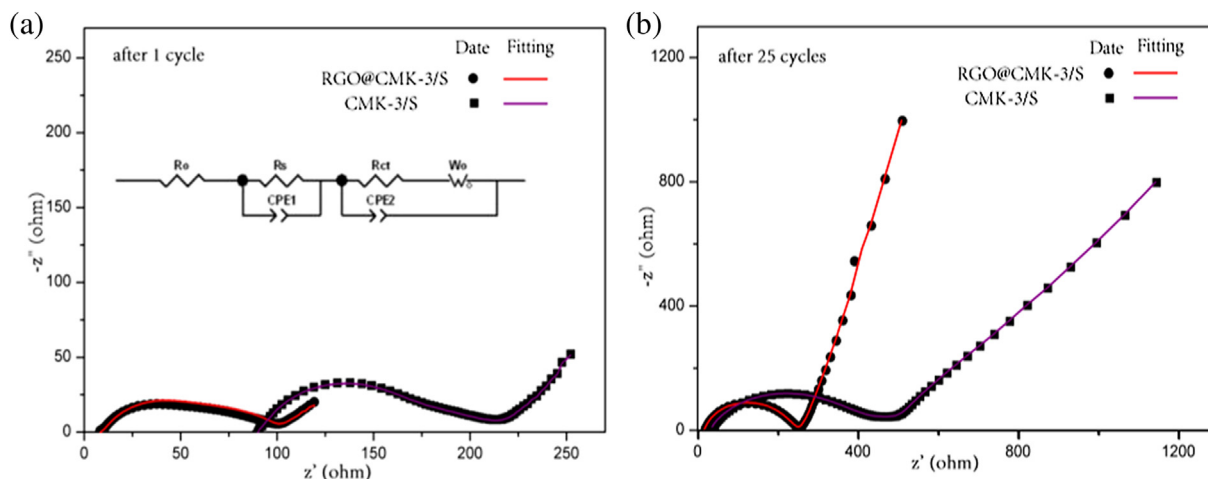 (a)
after 1 cycle
Date Fitting
RGO@CMK-3/S
CMK-3/S
Ro Rs Rct Wo
CPE1 CPE2
-z'' (ohm)
250
200
150
100
50
0
0 50 100 150 200 250
z' (ohm)
(b)
after 25 cycles
Date Fitting
RGO@CMK-3/S
CMK-3/S
-z'' (ohm)
1200
800
400
0
0 400 800 1200
z' (ohm)